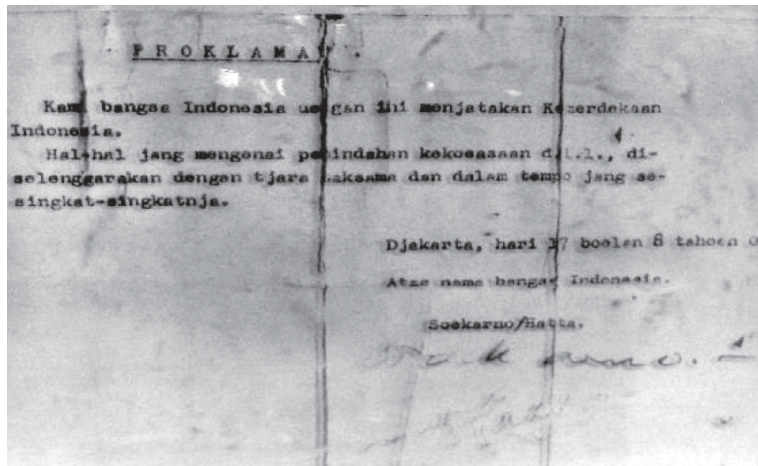 P R O K L A M A
Kami bangsa Indonesia dengan ini menjatakan Kemerdekaan
Indonesia.
Hal-hal jang mengenai pemindahan kekoeasaan d.l.l., di-
selenggarakan dengan tjara saksama dan dalam tempo jang se-
singkat-singkatnja.
Djakarta, hari 17 boelan 8 tahoen 0
Atas nama bangsa Indonesia.
Soekarno/Hatta.